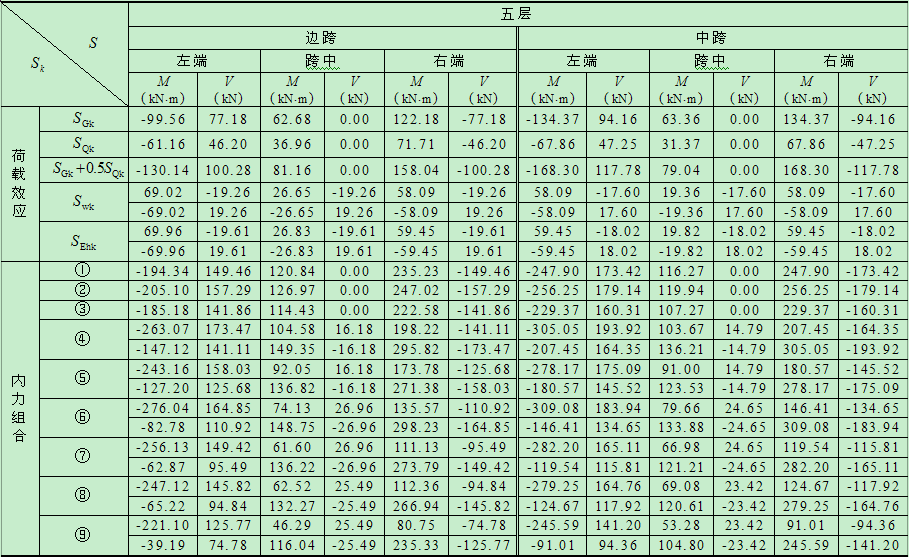 S
Sk
五层
边跨 中跨
左端 跨中 右端 左端 跨中 右端
M V M V M V M V M V M V
(kN·m) (kN) (kN·m) (kN) (kN·m) (kN) (kN·m) (kN) (kN·m) (kN) (kN·m) (kN)
荷载效应
SGk -99.56 77.18 62.68 0.00 122.18 -77.18 -134.37 94.16 63.36 0.00 134.37 -94.16
SQk -61.16 46.20 36.96 0.00 71.71 -46.20 -67.86 47.25 31.37 0.00 67.86 -47.25
SGk+0.5SQk -130.14 100.28 81.16 0.00 158.04 -100.28 -168.30 117.78 79.04 0.00 168.30 -117.78
Swk 69.02 -19.26 26.65 -19.26 58.09 -19.26 58.09 -17.60 19.36 -17.60 58.09 -17.60
-69.02 19.26 -26.65 19.26 -58.09 19.26 -58.09 17.60 -19.36 17.60 -58.09 17.60
SEhk 69.96 -19.61 26.83 -19.61 59.45 -19.61 59.45 -18.02 19.82 -18.02 59.45 -18.02
-69.96 19.61 -26.83 19.61 -59.45 19.61 -59.45 18.02 -19.82 18.02 -59.45 18.02
内力组合
① -194.34 149.46 120.84 0.00 235.23 -149.46 -247.90 173.42 116.27 0.00 247.90 -173.42
② -205.10 157.29 126.97 0.00 247.02 -157.29 -256.25 179.14 119.94 0.00 256.25 -179.14
③ -185.18 141.86 114.43 0.00 222.58 -141.86 -229.37 160.31 107.27 0.00 229.37 -160.31
④ -263.07 173.47 104.58 16.18 198.22 -141.11 -305.05 193.92 103.67 14.79 207.45 -164.35
-147.12 141.11 149.35 -16.18 295.82 -173.47 -207.45 164.35 136.21 -14.79 305.05 -193.92
⑤ -243.16 158.03 92.05 16.18 173.78 -125.68 -278.17 175.09 91.00 14.79 180.57 -145.52
-127.20 125.68 136.82 -16.18 271.38 -158.03 -180.57 145.52 123.53 -14.79 278.17 -175.09
⑥ -276.04 164.85 74.13 26.96 135.57 -110.92 -309.08 183.94 79.66 24.65 146.41 -134.65
-82.78 110.92 148.75 -26.96 298.23 -164.85 -146.41 134.65 133.88 -24.65 309.08 -183.94
⑦ -256.13 149.42 61.60 26.96 111.13 -95.49 -282.20 165.11 66.98 24.65 119.54 -115.81
-62.87 95.49 136.22 -26.96 273.79 -149.42 -119.54 115.81 121.21 -24.65 282.20 -165.11
⑧ -247.12 145.82 62.52 25.49 112.36 -94.84 -279.25 164.76 69.08 23.42 124.67 -117.92
-65.22 94.84 132.27 -25.49 266.94 -145.82 -124.67 117.92 120.61 -23.42 279.25 -164.76
⑨ -221.10 125.77 46.29 25.49 80.75 -74.78 -245.59 141.20 53.28 23.42 91.01 -94.36
-39.19 74.78 116.04 -25.49 235.33 -125.77 -91.01 94.36 104.80 -23.42 245.59 -141.20